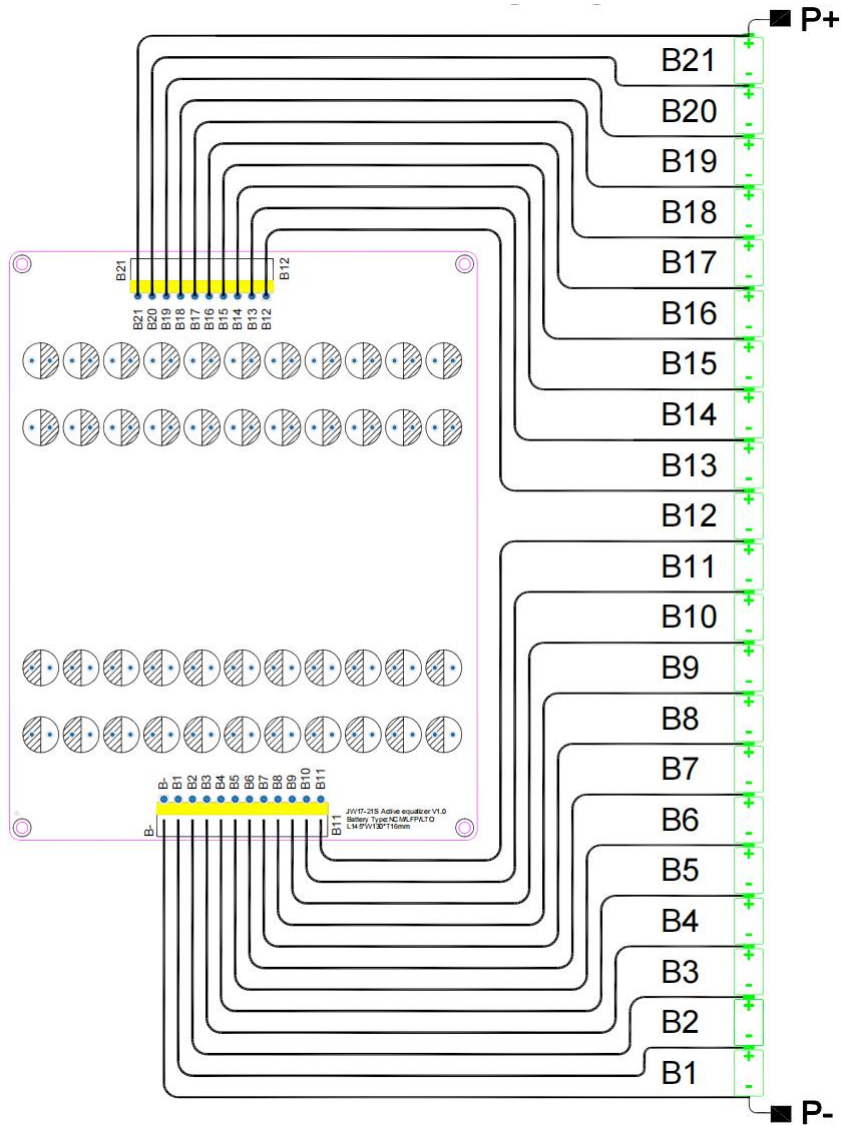 P+
B21
B20
B19
B18
B17
B16
B15
B14
B13
B12
B11
B10
B9
B8
B7
B6
B5
B4
B3
B2
B1
P-
B21
B12
B21 B20 B19 B18 B17 B16 B15 B14 B13 B12
B- B1 B2 B3 B4 B5 B6 B7 B8 B9 B10 B11
B-
B11
JW17-21S Active equalizer V1.0
Battery Type:NCM/LFP/LTO
L145*W130*T16mm